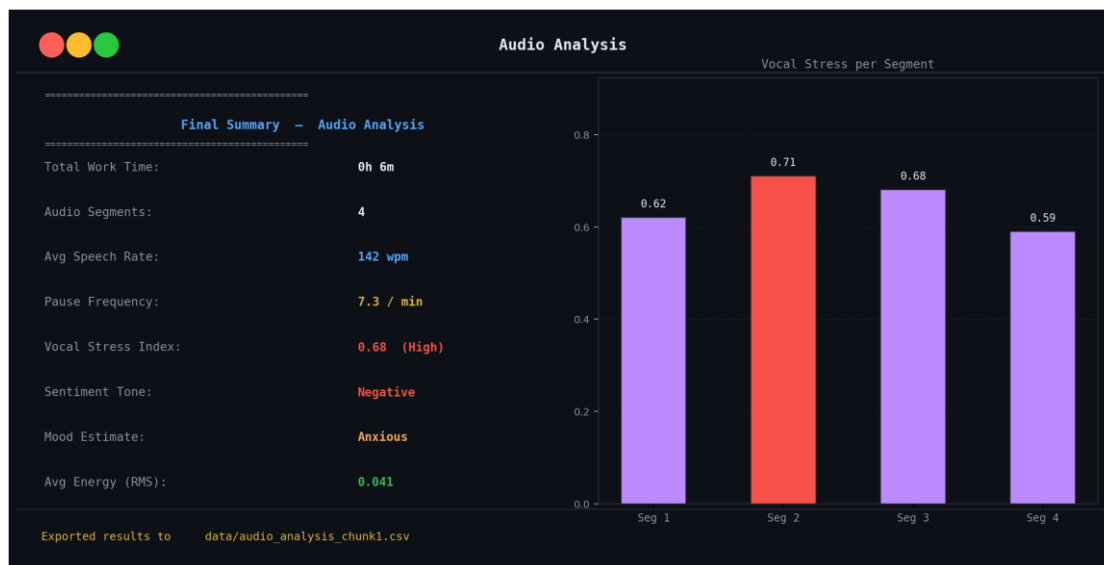 Audio Analysis
==============================================
Final Summary — Audio Analysis
==============================================
Total Work Time: 0h 6m
Audio Segments: 4
Avg Speech Rate: 142 wpm
Pause Frequency: 7.3 / min
Vocal Stress Index: 0.68 (High)
Sentiment Tone: Negative
Mood Estimate: Anxious
Avg Energy (RMS): 0.041
Exported results to data/audio_analysis_chunk1.csv
Vocal Stress per Segment
0.8
0.6
0.4
0.2
0.0
0.62
0.71
0.68
0.59
Seg 1 Seg 2 Seg 3 Seg 4